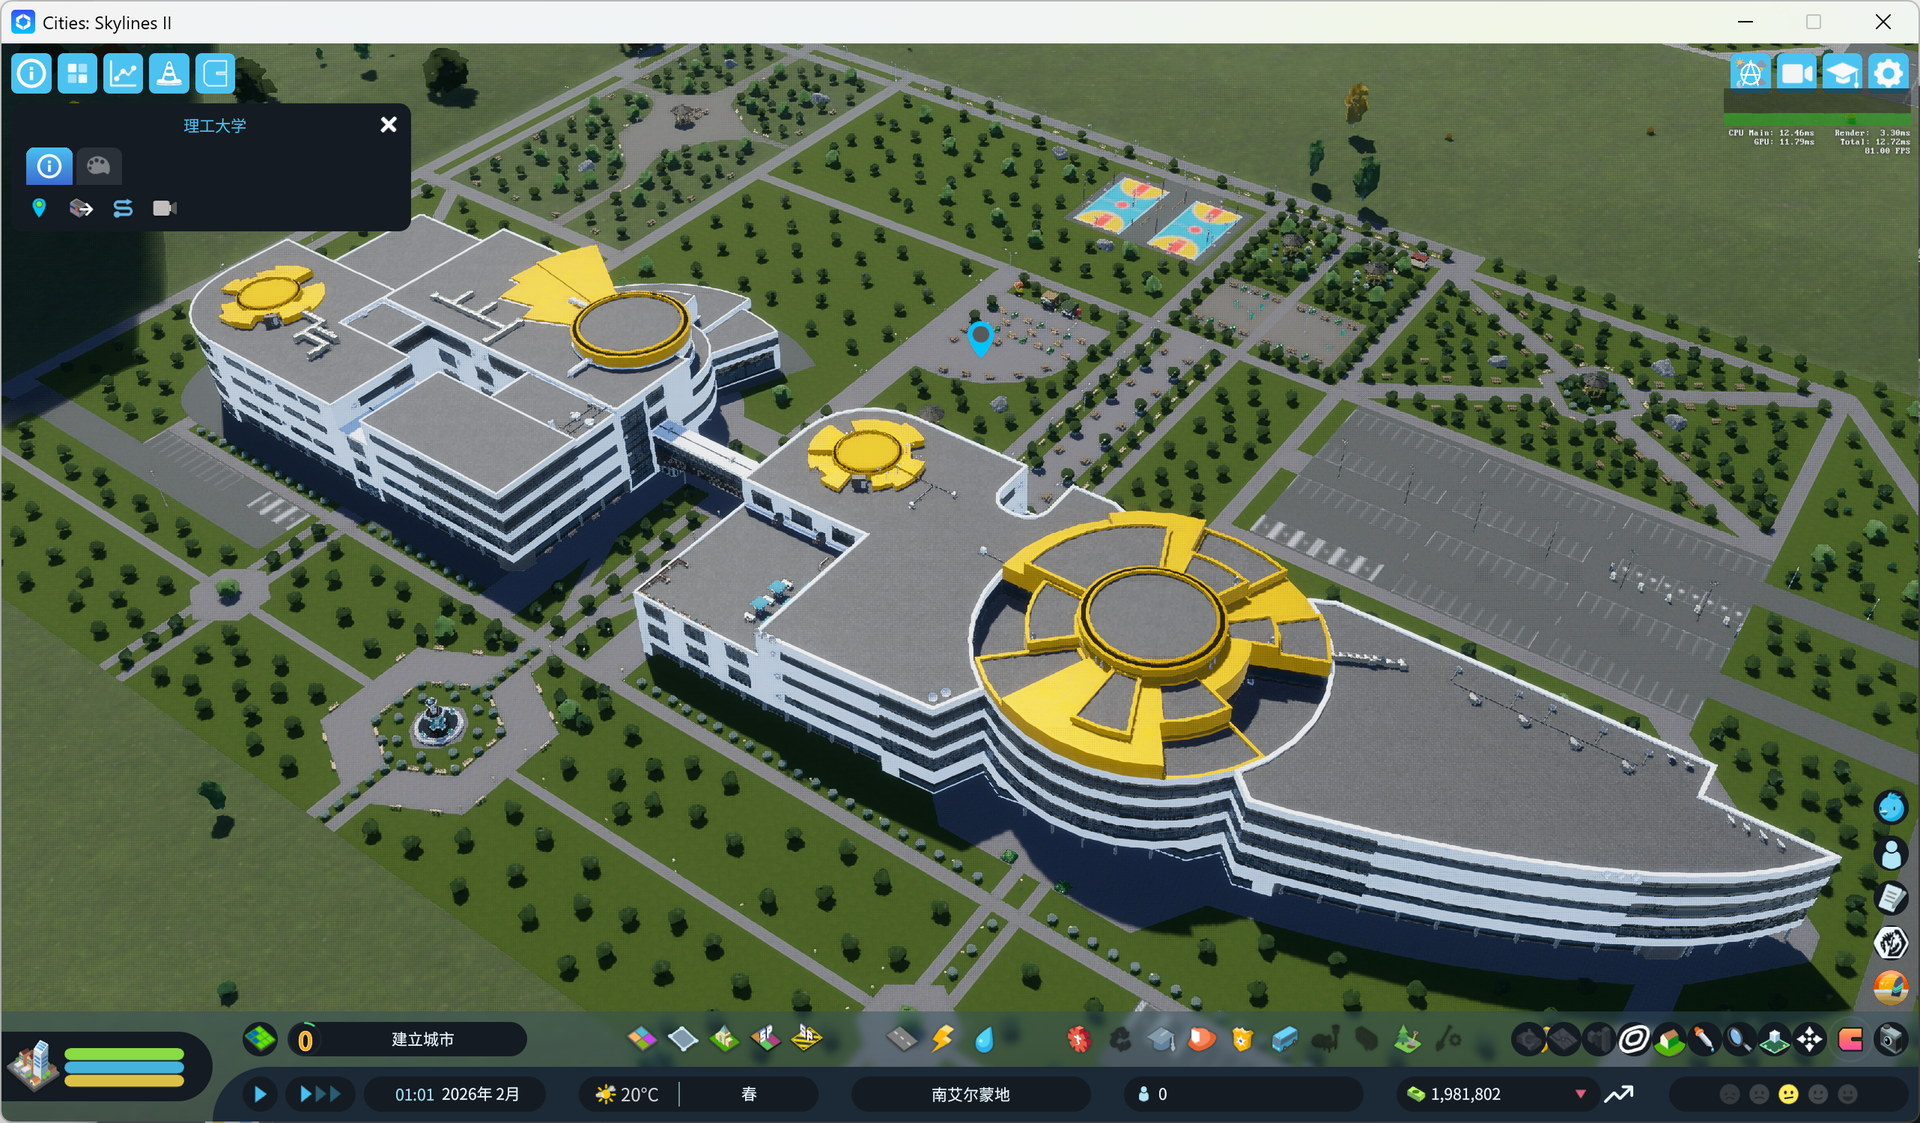 Cities: Skylines II
理工大学
CPU Main: 12.46ms Render: 3.30ms
GPU: 11.79ms Total: 12.72ms
81.00 FPS
0 建立城市
01:01 2026年 2月 20°C 春 南艾尔蒙地 0 1,981,802